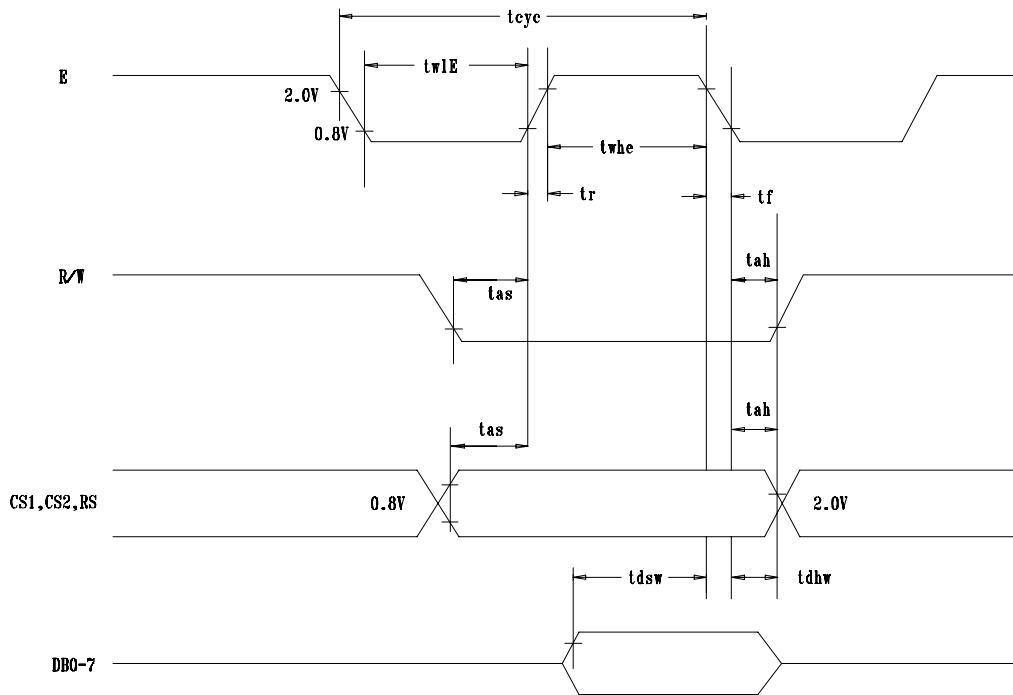 tcyc
twlE
E
2.0V
0.8V
twhe
tr
tf
R/W
tas
tah
tas
tah
CS1,CS2,RS
0.8V
2.0V
tdsw
tdhw
DB0-7